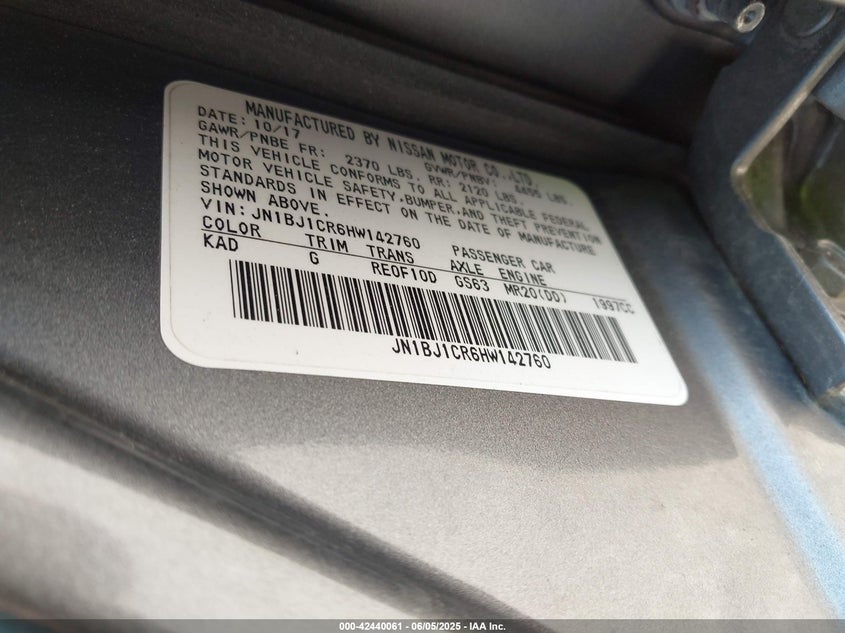 MANUFACTURED BY NISSAN MOTOR CO.,LTD.
DATE: 10/17
GAWR/PNBE FR: 2370 LBS. RR: 2120 LBS. GVWR/PNBV: 4455 LBS.
THIS VEHICLE CONFORMS TO ALL APPLICABLE FEDERAL
MOTOR VEHICLE SAFETY,BUMPER,AND THEFT PREVENTION
STANDARDS IN EFFECT ON THE DATE OF MANUFACTURE
SHOWN ABOVE.
VIN: JN1BJ1CR6HW142760 PASSENGER CAR
COLOR TRIM TRANS AXLE ENGINE
KAD G RE0F10D GS63 MR20(DD) 1997CC
JN1BJ1CR6HW142760
000-42440061 - 06/05/2025 - IAA Inc.